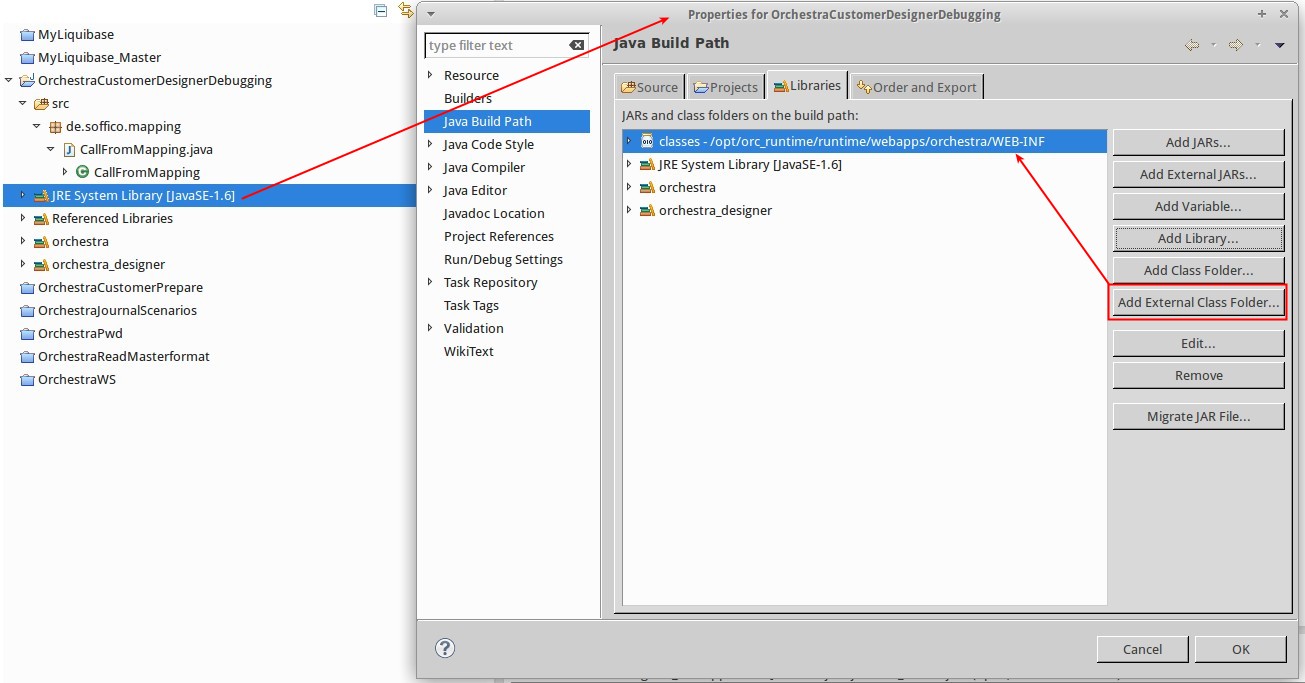 MyLiquibase
MyLiquibase_Master
OrchestraCustomerDesignerDebugging
src
de.soffico.mapping
CallFromMapping.java
CallFromMapping
JRE System Library [JavaSE-1.6]
Referenced Libraries
orchestra
orchestra_designer
OrchestraCustomerPrepare
OrchestraJournalScenarios
OrchestraPwd
OrchestraReadMasterformat
OrchestraWS
Properties for OrchestraCustomerDesignerDebugging
type filter text
Resource
Builders
Java Build Path
Java Code Style
Java Compiler
Java Editor
Javadoc Location
Project References
Run/Debug Settings
Task Repository
Task Tags
Validation
WikiText
Java Build Path
Source Projects Libraries Order and Export
JARs and class folders on the build path:
classes - /opt/orc_runtime/runtime/webapps/orchestra/WEB-INF
JRE System Library [JavaSE-1.6]
orchestra
orchestra_designer
Add JARs...
Add External JARs...
Add Variable...
Add Library...
Add Class Folder...
Add External Class Folder...
Edit...
Remove
Migrate JAR File...
?
Cancel OK